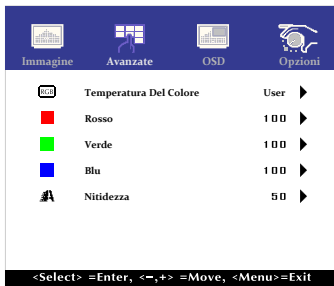 Immagine Avanzate OSD Opzioni
RGB Temperatura Del Colore User
Rosso 100
Verde 100
Blu 100
Nitidezza 50
<Select> =Enter, <–,+> =Move, <Menu>=Exit